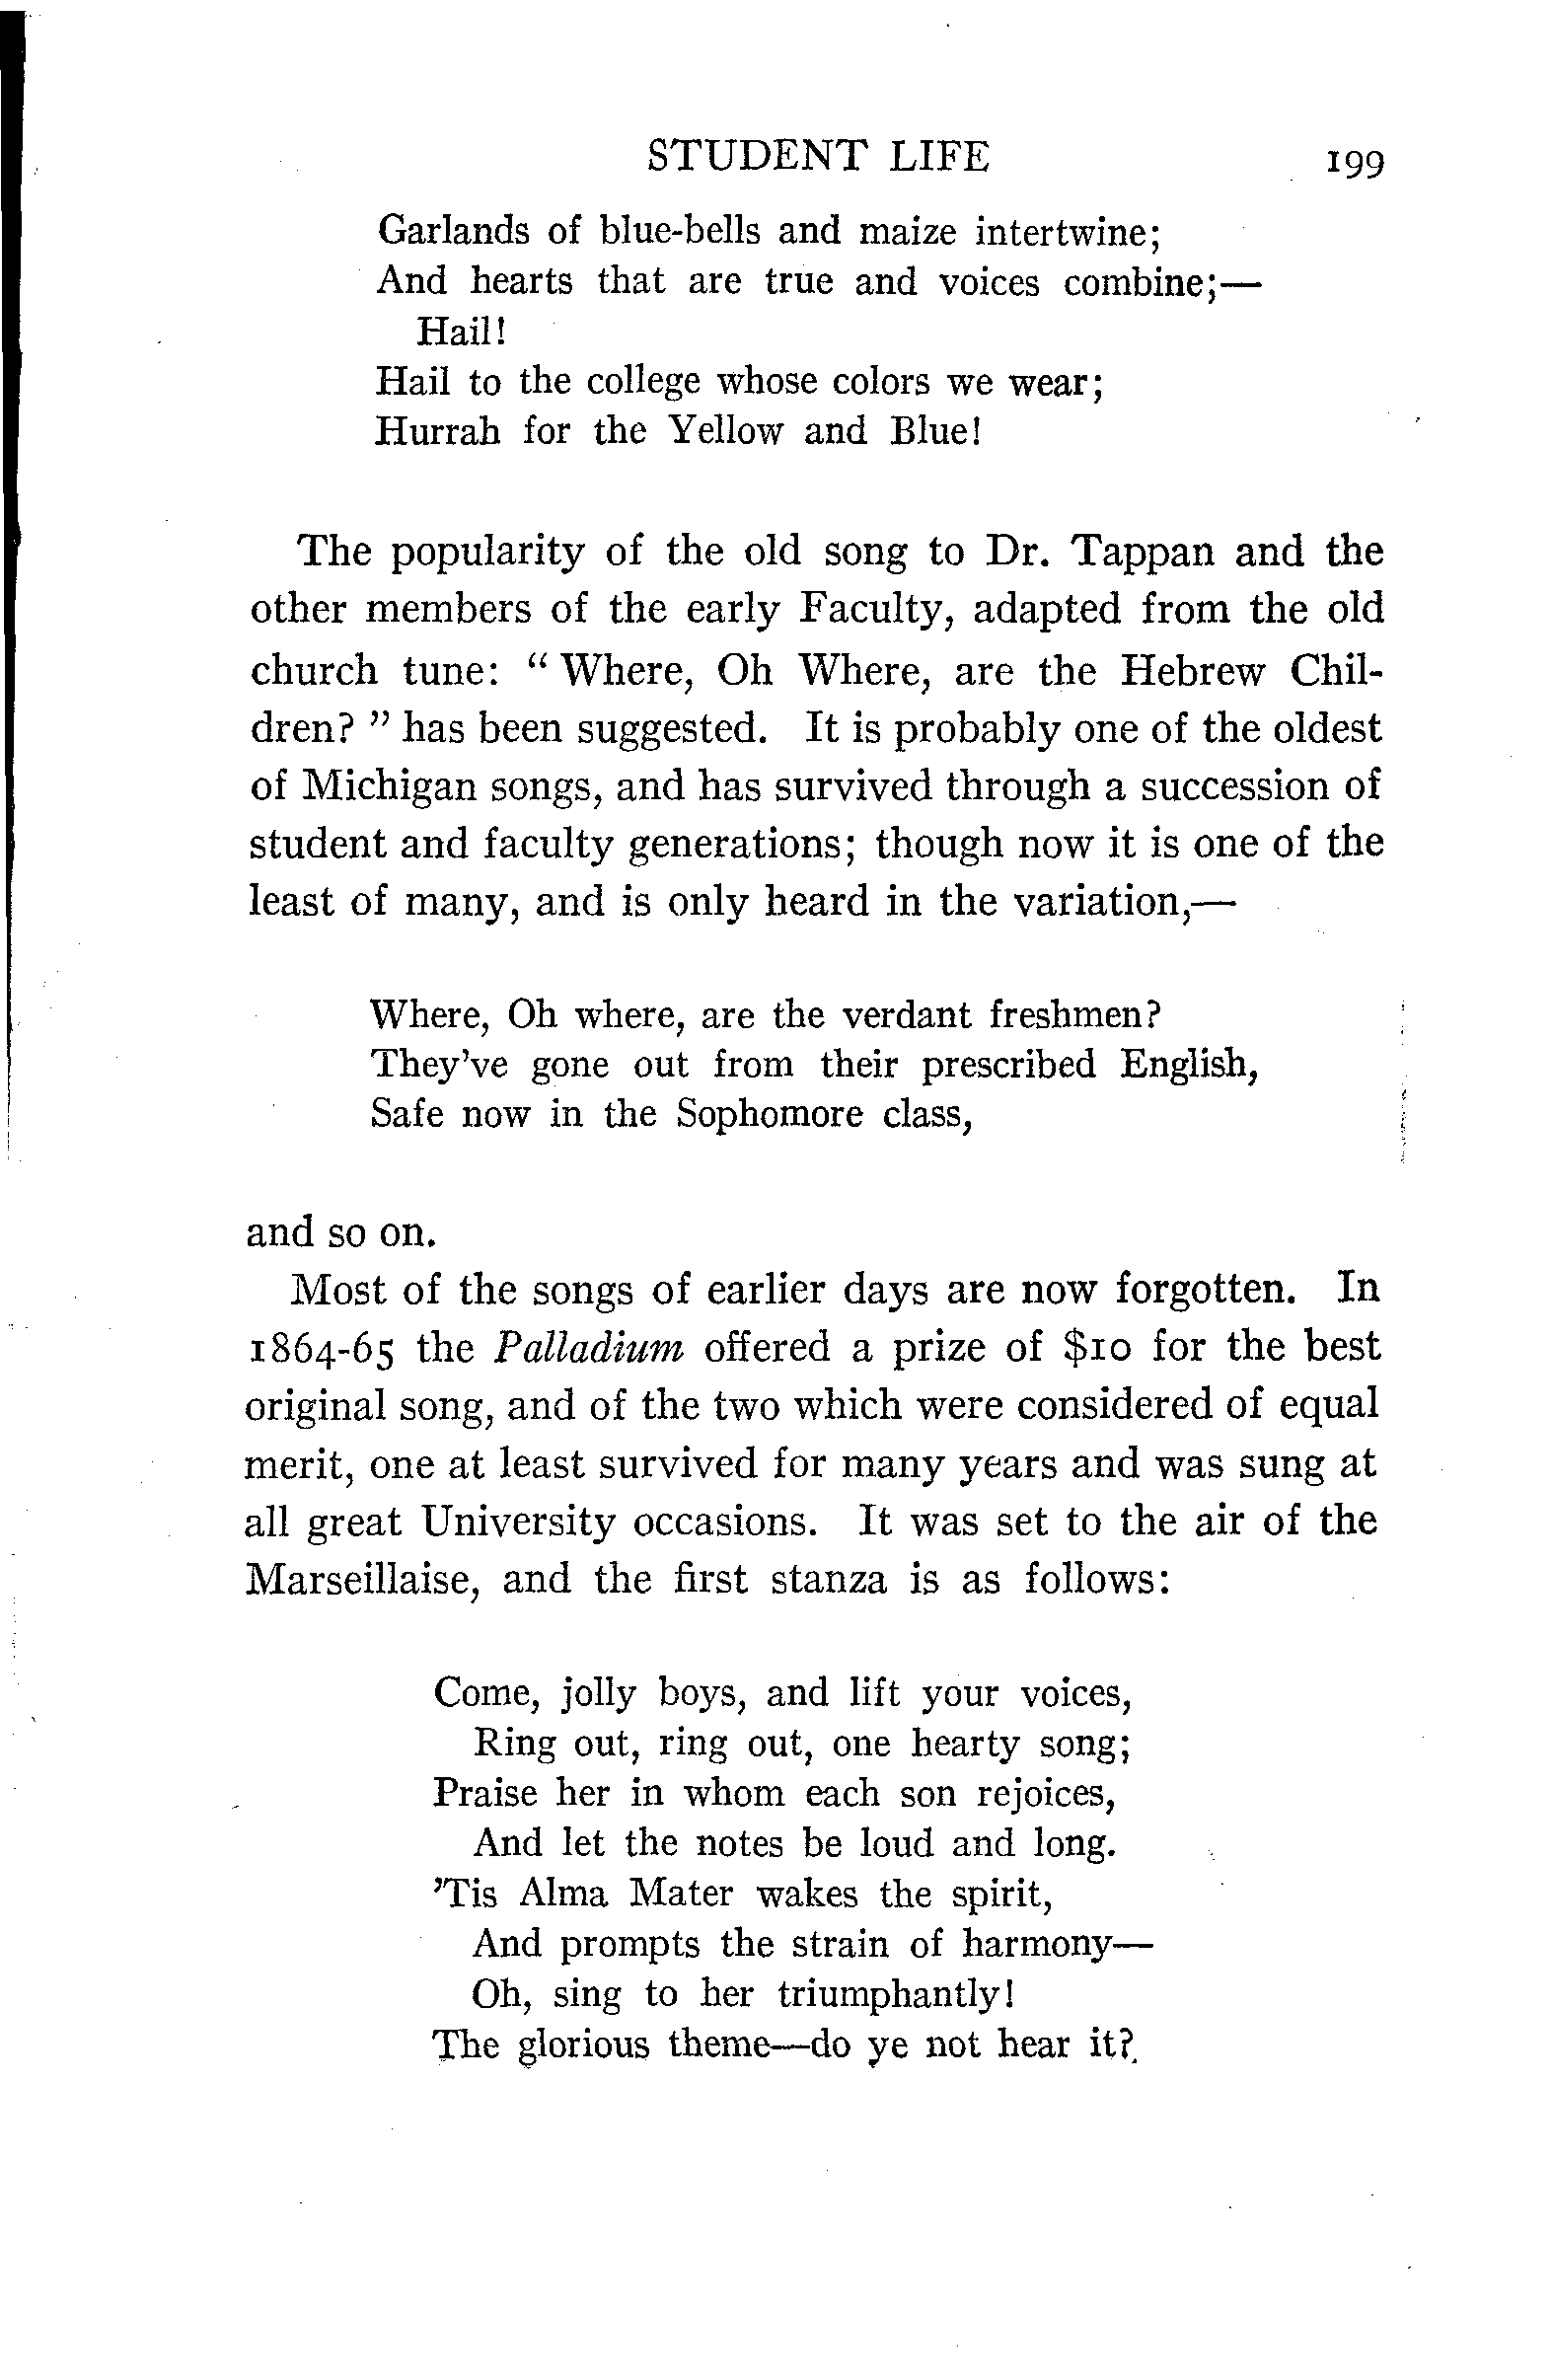 STUDENT LIFE 199
Garlands of blue-bells and maize intertwine;
And hearts that are true and voices combine;—
Hail!
Hail to the college whose colors we wear;
Hurrah for the Yellow and Blue!
The popularity of the old song to Dr. Tappan and the
other members of the early Faculty, adapted from the old
church tune: “ Where, Oh Where, are the Hebrew Chil-
dren? ” has been suggested. It is probably one of the oldest
of Michigan songs, and has survived through a succession of
student and faculty generations; though now it is one of the
least of many, and is only heard in the variation,—
Where, Oh where, are the verdant freshmen?
They’ve gone out from their prescribed English,
Safe now in the Sophomore class,
and so on.
Most of the songs of earlier days are now forgotten. In
1864-65 the Palladium offered a prize of $10 for the best
original song, and of the two which were considered of equal
merit, one at least survived for many years and was sung at
all great University occasions. It was set to the air of the
Marseillaise, and the first stanza is as follows:
Come, jolly boys, and lift your voices,
Ring out, ring out, one hearty song;
Praise her in whom each son rejoices,
And let the notes be loud and long.
’Tis Alma Mater wakes the spirit,
And prompts the strain of harmony—
Oh, sing to her triumphantly!
The glorious theme—do ye not hear it?